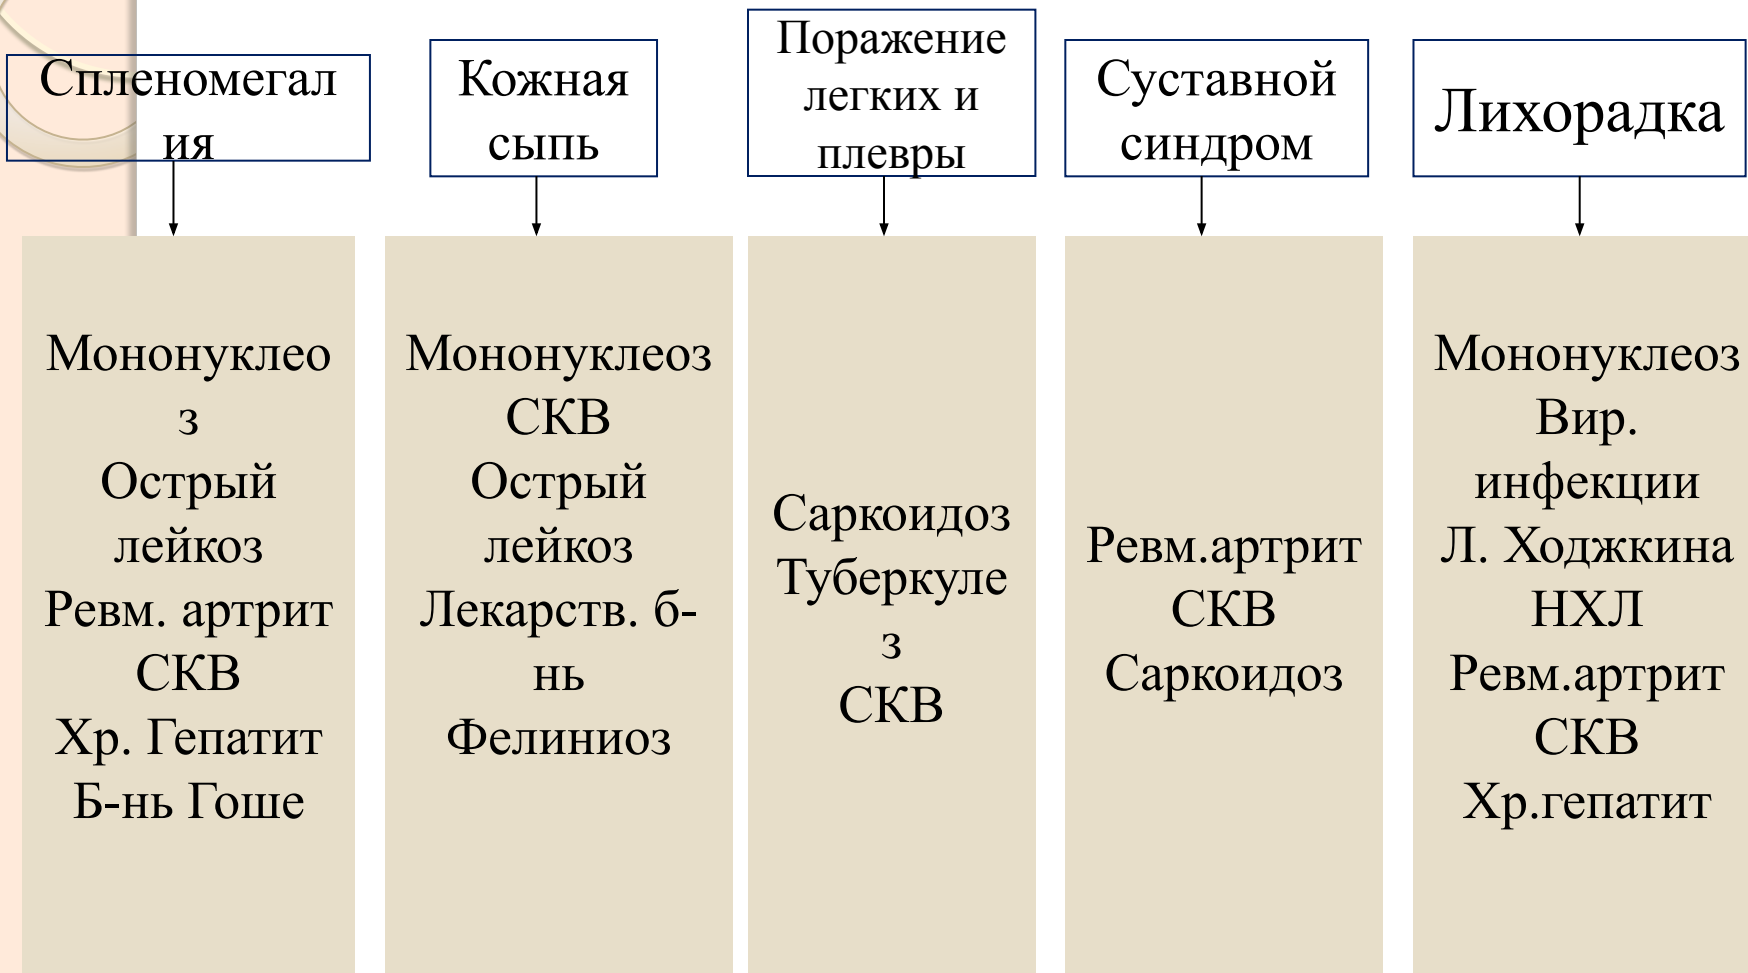 Спленомегал
ия
Кожная
сыпь
Поражение
легких и
плевры
Суставной
синдром
Лихорадка
Мононуклео
з
Острый
лейкоз
Ревм. артрит
СКВ
Хр. Гепатит
Б-нь Гоше
Мононуклеоз
СКВ
Острый
лейкоз
Лекарств. б-
нь
Фелиниоз
Саркоидоз
Туберкуле
з
СКВ
Ревм.артрит
СКВ
Саркоидоз
Мононуклеоз
Вир.
инфекции
Л. Ходжкина
НХЛ
Ревм.артрит
СКВ
Хр.гепатит